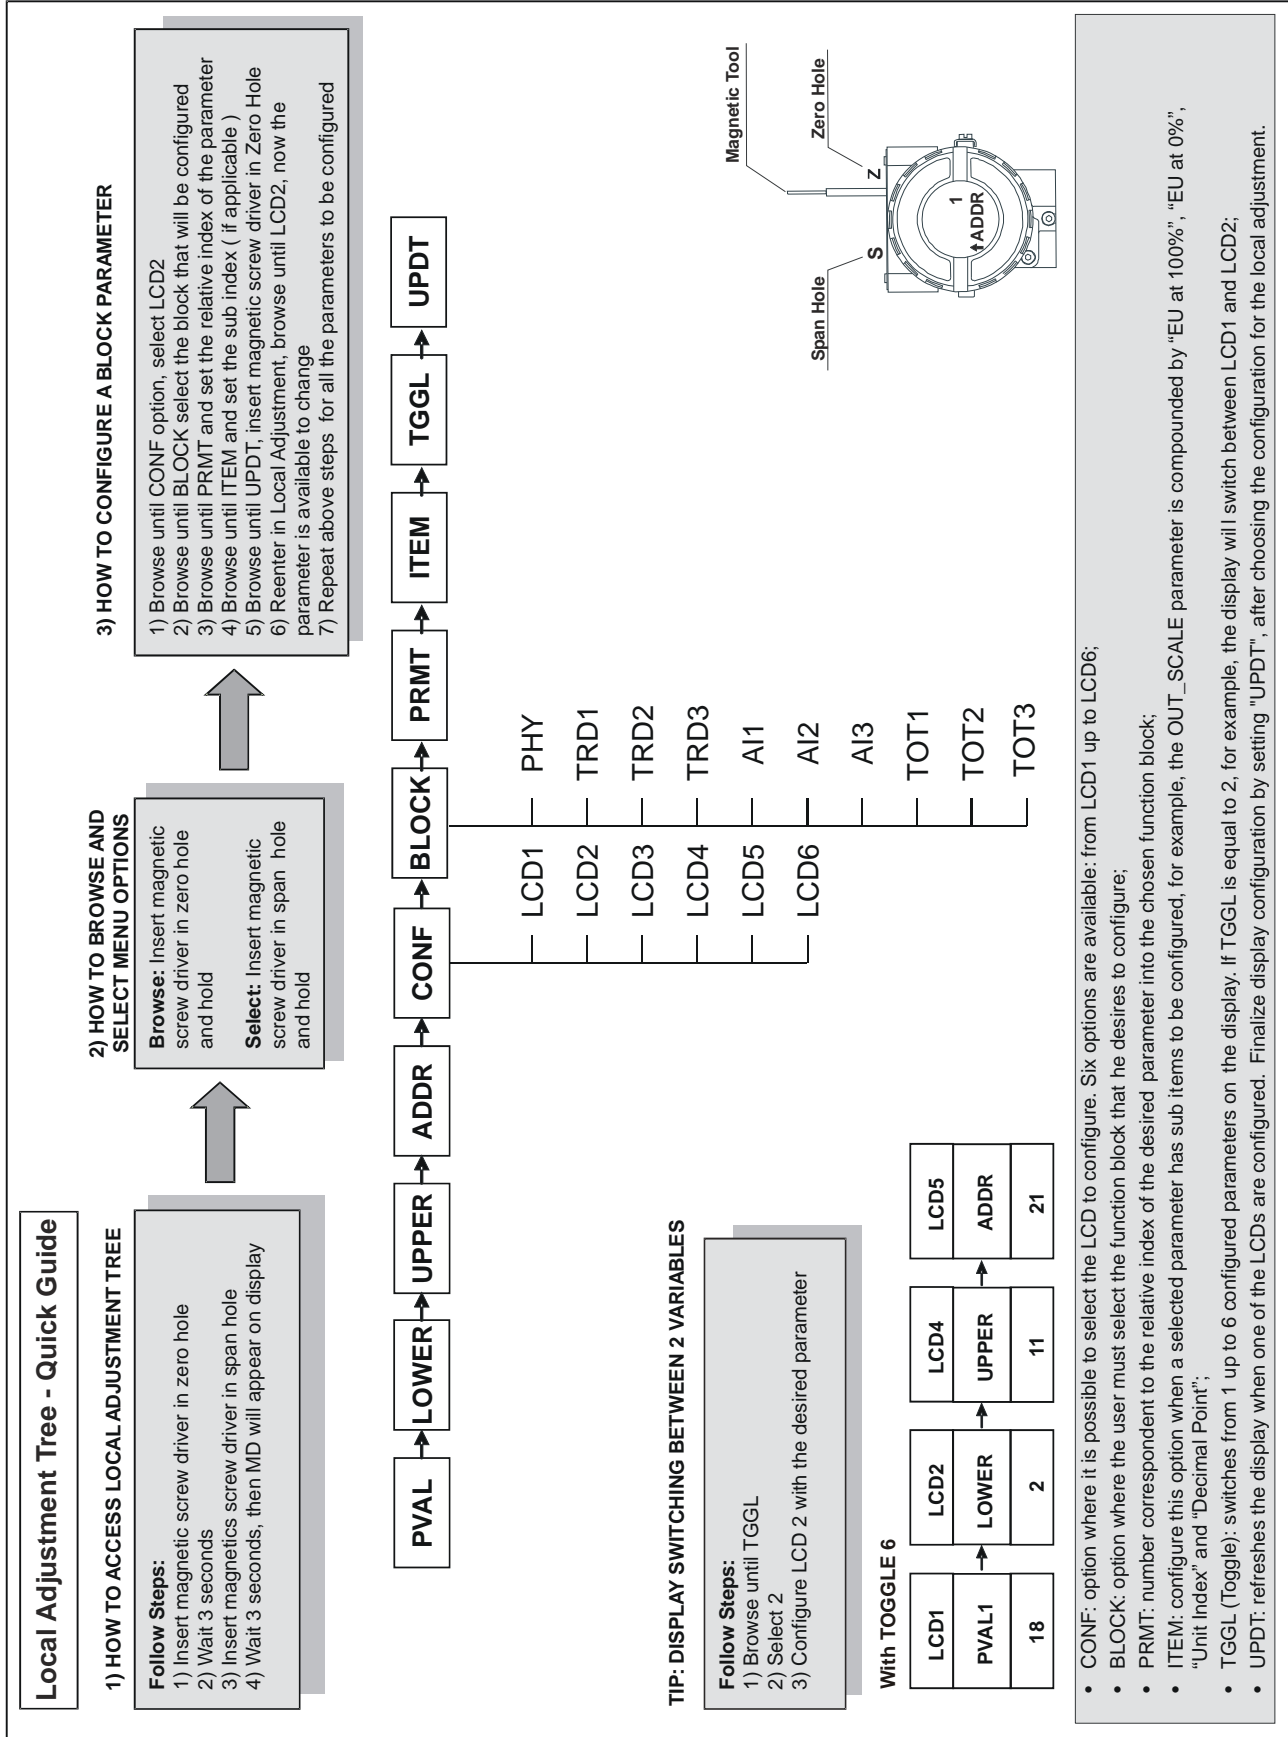 Local Adjustment Tree - Quick Guide
1) HOW TO ACCESS LOCAL ADJUSTMENT TREE
Follow Steps:
1) Insert magnetic screw driver in zero hole
2) Wait 3 seconds
3) Insert magnetics screw driver in span hole
4) Wait 3 seconds, then MD will appear on display
2) HOW TO BROWSE AND
SELECT MENU OPTIONS
Browse: Insert magnetic
screw driver in zero hole
and hold
Select: Insert magnetic
screw driver in span hole
and hold
3) HOW TO CONFIGURE A BLOCK PARAMETER
1) Browse until CONF option, select LCD2
2) Browse until BLOCK select the block that will be configured
3) Browse until PRMT and set the relative index of the parameter
4) Browse until ITEM and set the sub index ( if applicable )
5) Browse until UPDT, insert magnetic screw driver in Zero Hole
6) Reenter in Local Adjustment, browse until LCD2, now the
parameter is available to change
7) Repeat above steps for all the parameters to be configured
PVAL LOWER UPPER ADDR CONF BLOCK PRMT ITEM TGGL UPDT
LCD1
LCD2
LCD3
LCD4
LCD5
LCD6
PHY
TRD1
TRD2
TRD3
AI1
AI2
AI3
TOT1
TOT2
TOT3
TIP: DISPLAY SWITCHING BETWEEN 2 VARIABLES
Follow Steps:
1) Browse until TGGL
2) Select 2
3) Configure LCD 2 with the desired parameter
With TOGGLE 6
LCD1 LCD2 LCD4 LCD5
PVAL1 LOWER UPPER ADDR
18 2 11 21
Magnetic Tool
Span Hole
Zero Hole
S Z
1
ADDR
• CONF: option where it is possible to select the LCD to configure. Six options are available: from LCD1 up to LCD6;
• BLOCK: option where the user must select the function block that he desires to configure;
• PRMT: number correspondent to the relative index of the desired parameter into the chosen function block;
• ITEM: configure this option when a selected parameter has sub items to be configured, for example, the OUT_SCALE parameter is compounded by “EU at 100%”, “EU at 0%”,
“Unit Index” and “Decimal Point”;
• TGGL (Toggle): switches from 1 up to 6 configured parameters on the display. If TGGL is equal to 2, for example, the display will switch between LCD1 and LCD2;
• UPDT: refreshes the display when one of the LCDs are configured. Finalize display configuration by setting "UPDT", after choosing the configuration for the local adjustment.